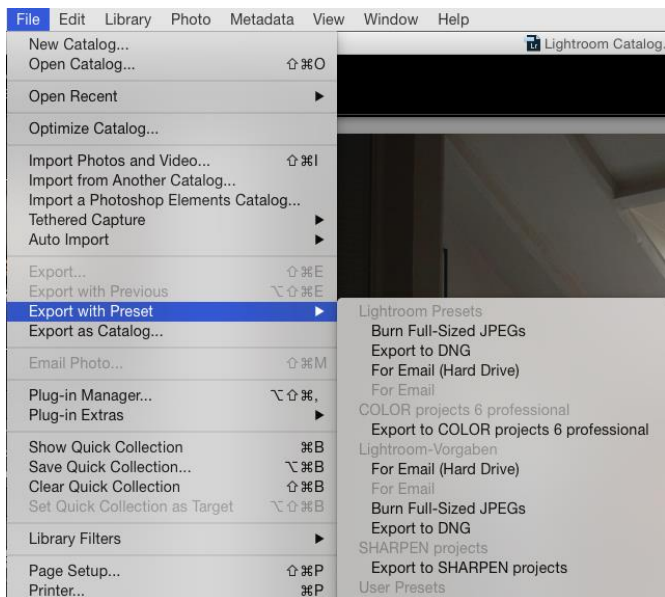 File Edit Library Photo Metadata View Window Help
Lightroom Catalog.
New Catalog...
Open Catalog... ⇧⌘O
Open Recent ▶
Optimize Catalog...
Import Photos and Video... ⇧⌘I
Import from Another Catalog...
Import a Photoshop Elements Catalog...
Tethered Capture ▶
Auto Import ▶
Export... ⇧⌘E
Export with Previous ⌥⇧⌘E
Export with Preset ▶
Export as Catalog...
Email Photo... ⇧⌘M
Plug-in Manager... ⌥⇧⌘,
Plug-in Extras ▶
Show Quick Collection ⌘B
Save Quick Collection... ⌥⌘B
Clear Quick Collection ⇧⌘B
Set Quick Collection as Target ⌥⇧⌘B
Library Filters ▶
Page Setup... ⇧⌘P
Printer... ⌘P
Lightroom Presets
Burn Full-Sized JPEGs
Export to DNG
For Email (Hard Drive)
For Email
COLOR projects 6 professional
Export to COLOR projects 6 professional
Lightroom-Vorgaben
For Email (Hard Drive)
For Email
Burn Full-Sized JPEGs
Export to DNG
SHARPEN projects
Export to SHARPEN projects
User Presets